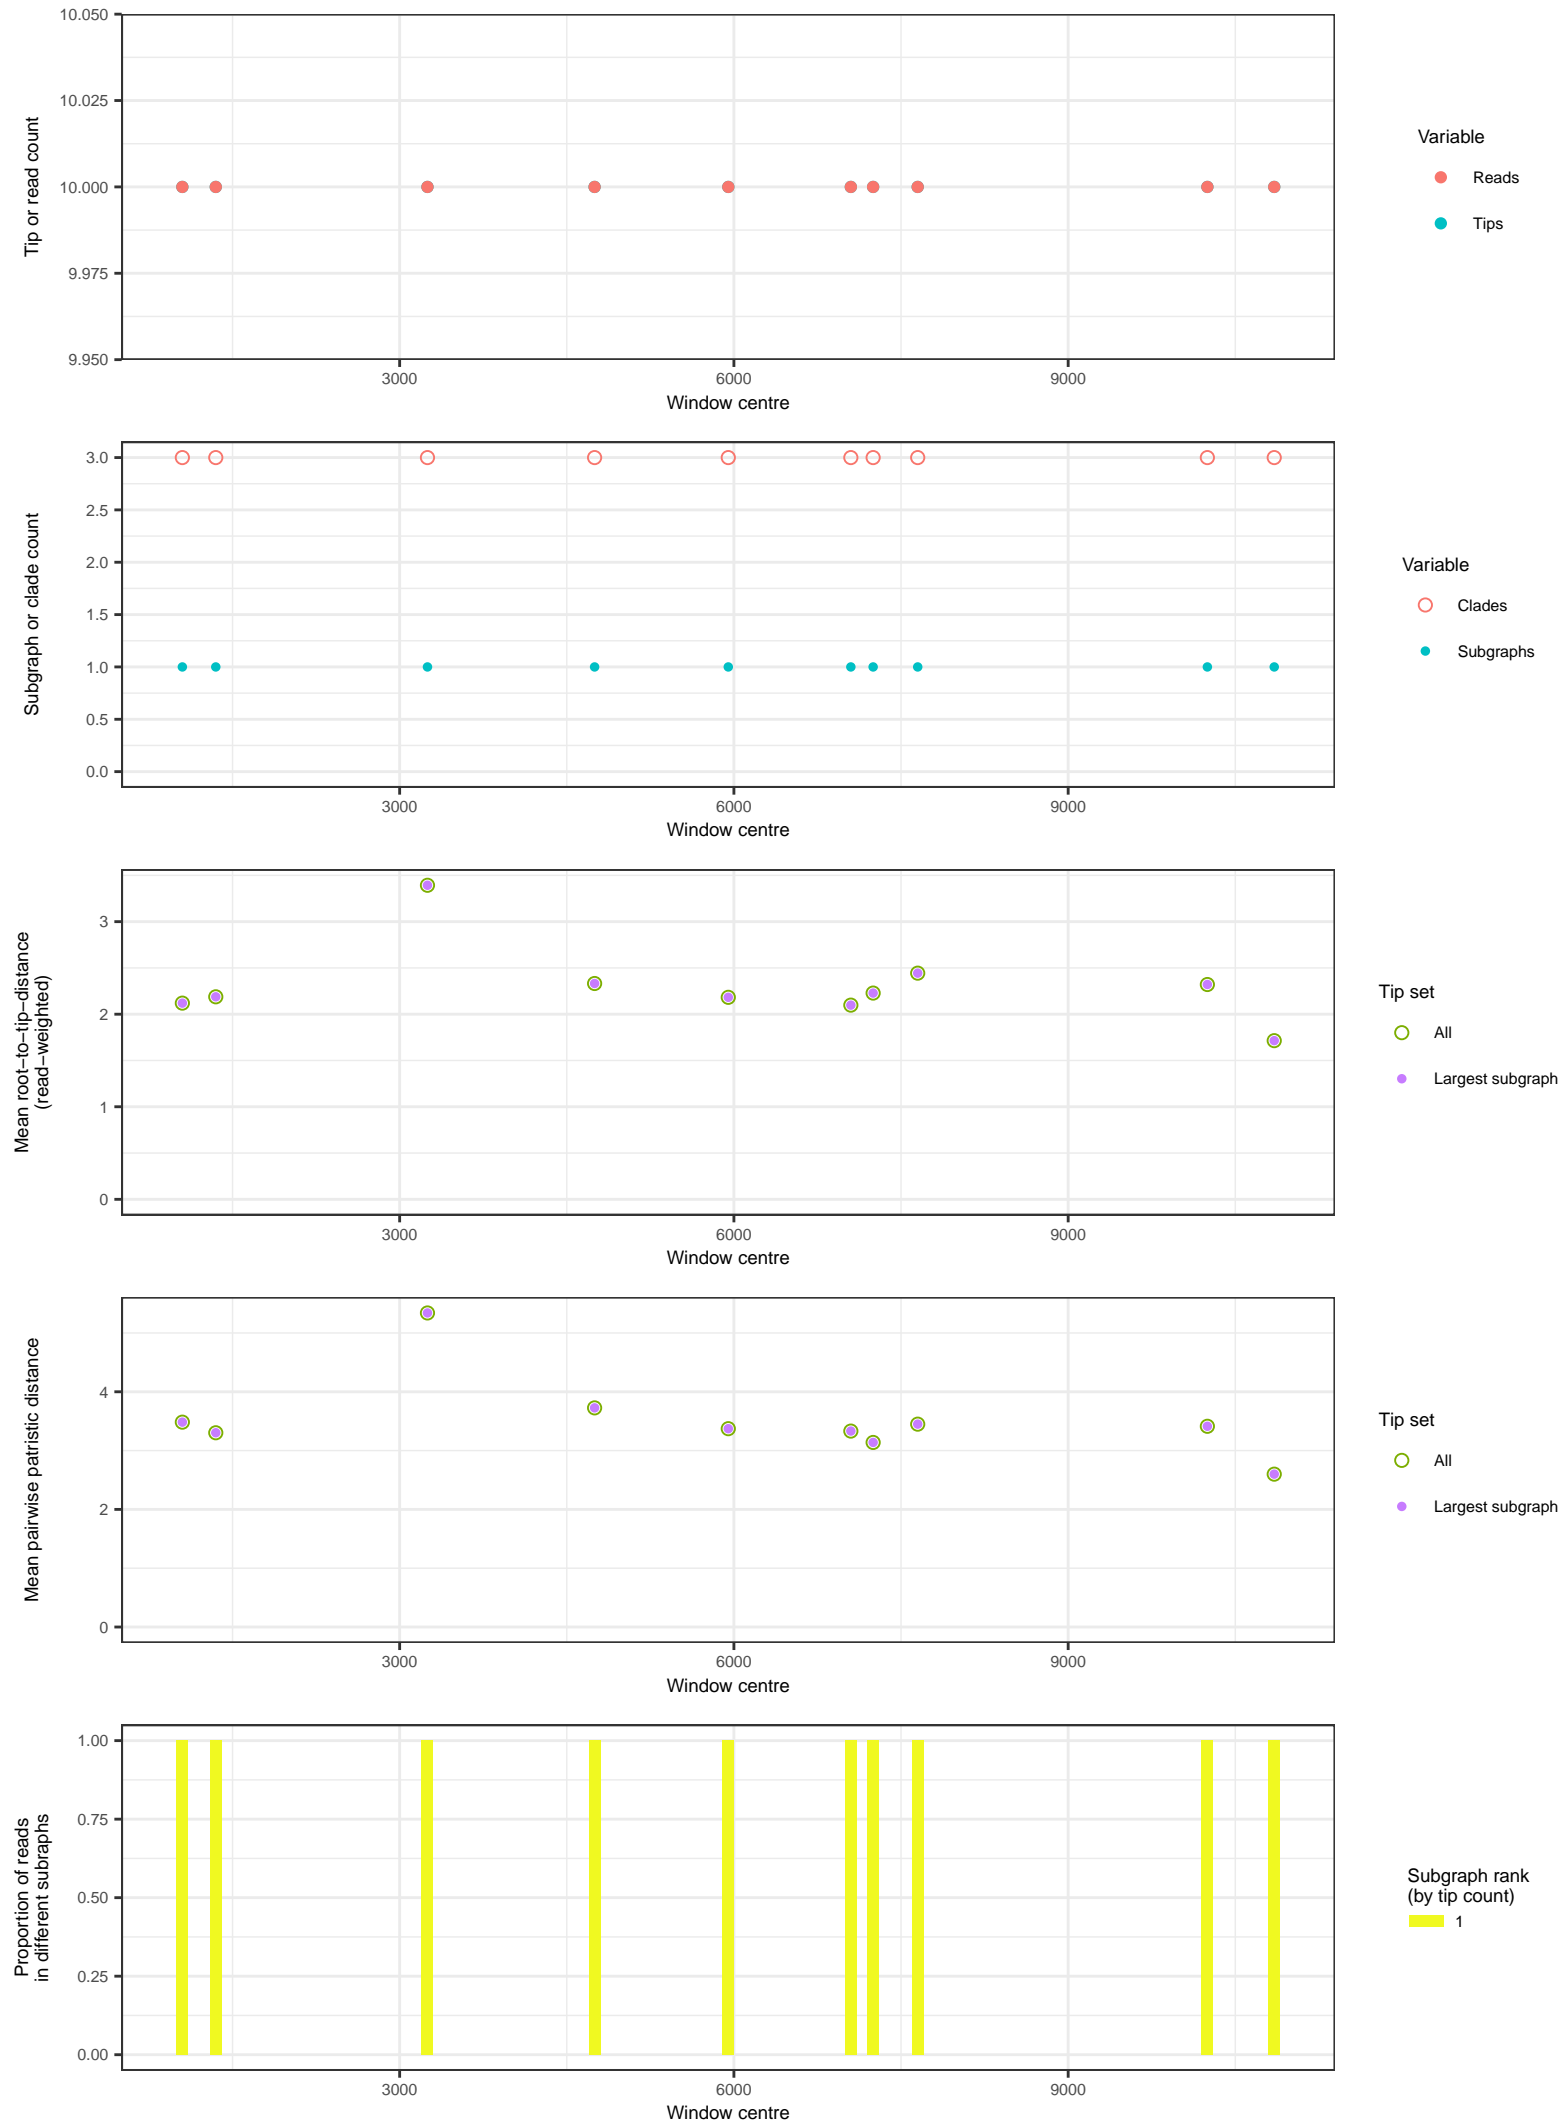 10.050
10.025
10.000
9.975
9.950
Tip or read count
3000
6000
9000
Window centre
Variable
Reads
Tips
3.0
2.5
2.0
1.5
1.0
0.5
0.0
Subgraph or clade count
3000
6000
9000
Window centre
Variable
Clades
Subgraphs
3
2
1
0
Mean root−to−tip−distance
(read−weighted)
3000
6000
9000
Window centre
Tip set
All
Largest subgraph
4
2
0
Mean pairwise patristic distance
3000
6000
9000
Window centre
Tip set
All
Largest subgraph
1.00
0.75
0.50
0.25
0.00
Proportion of reads
in different subraphs
3000
6000
9000
Window centre
Subgraph rank
(by tip count)
1